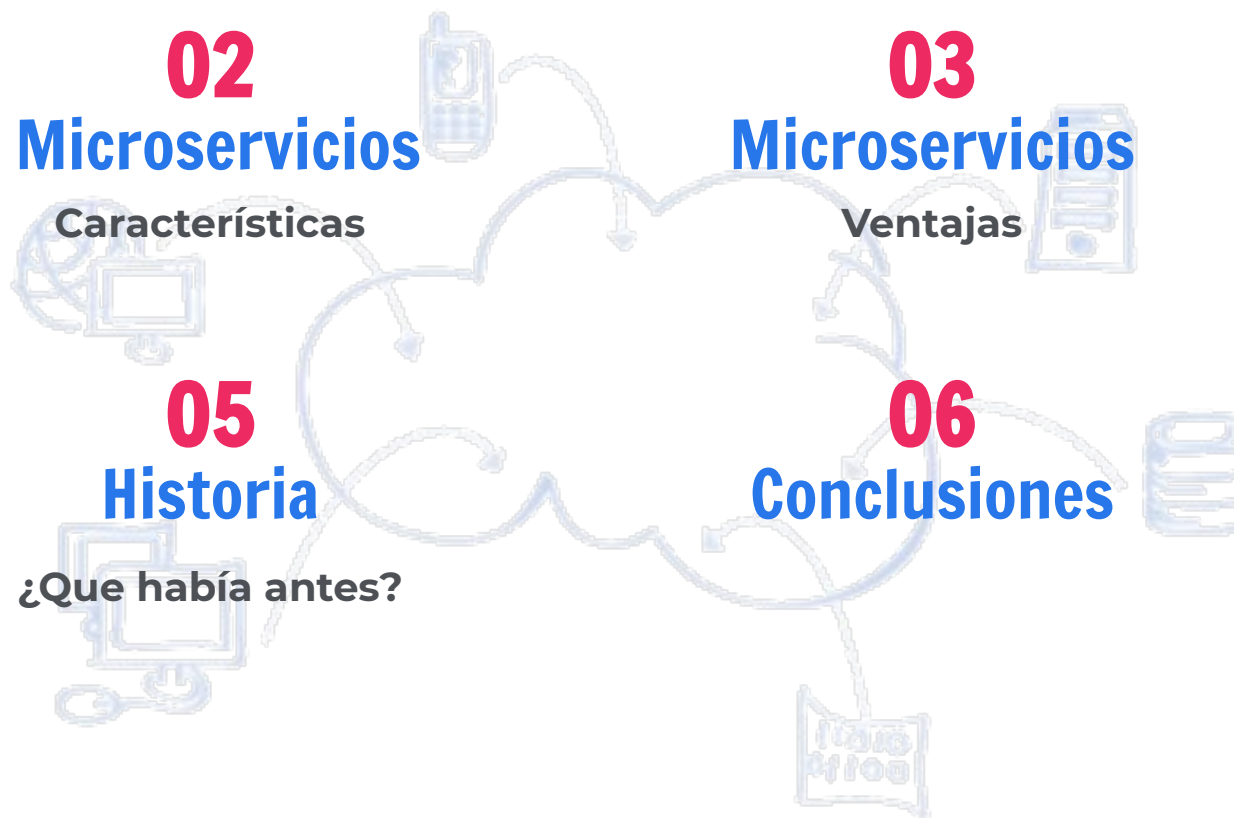 02
Microservicios
Características
03
Microservicios
Ventajas
05
Historia
¿Que había antes?
06
Conclusiones